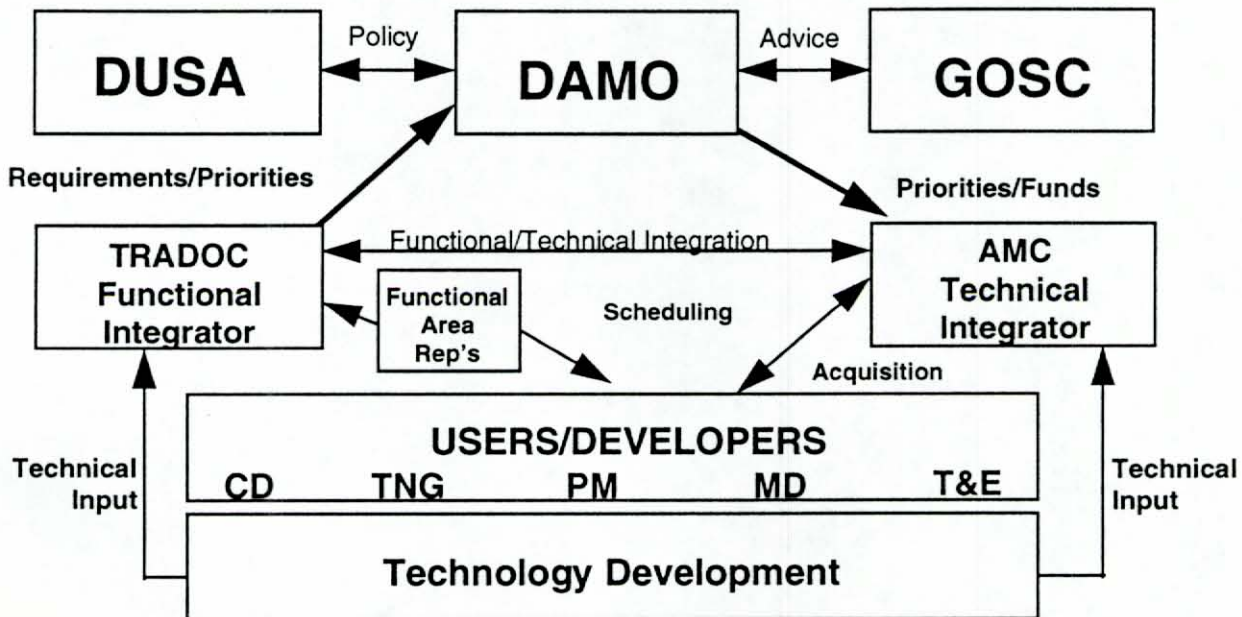 Policy
Advice
DUSA
DAMO
GOSC
Requirements/Priorities
Priorities/Funds
TRADOC
Functional
Integrator
Functional/Technical Integration
AMC
Technical
Integrator
Functional
Area
Rep's
Scheduling
Acquisition
USERS/DEVELOPERS
CD TNG PM MD T&E
Technical
Input
Technical
Input
Technology Development